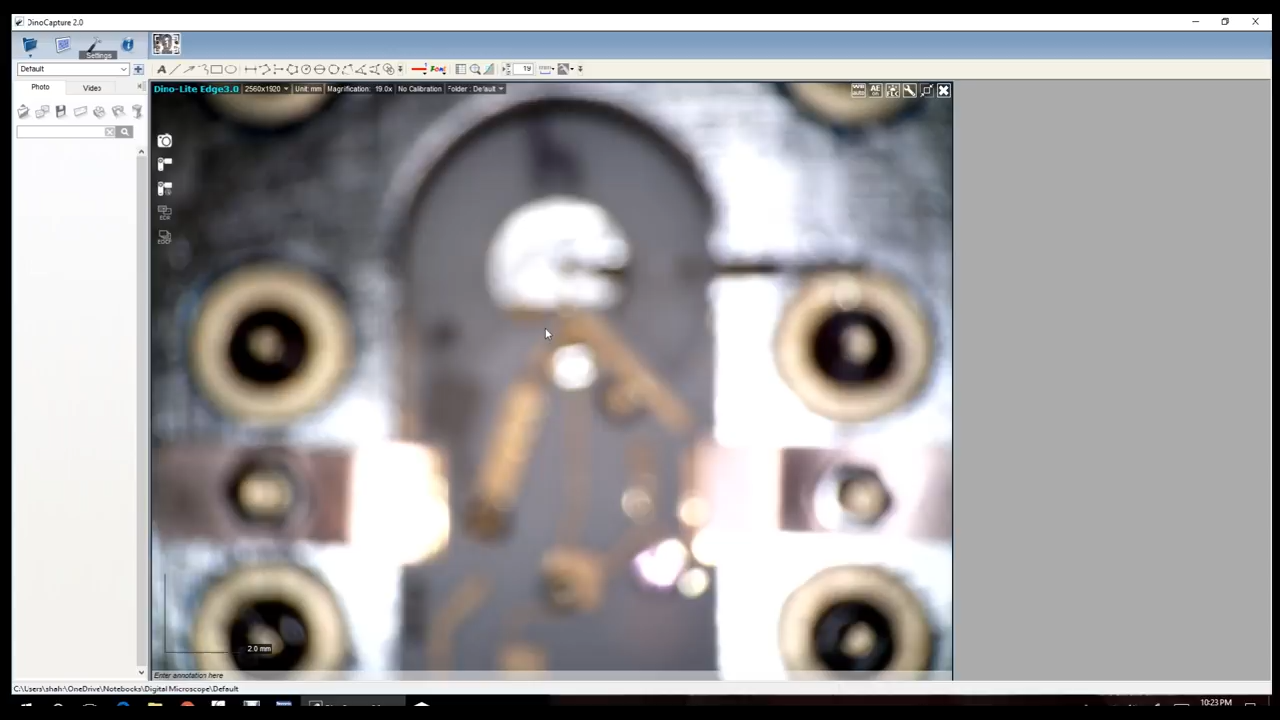 DinoCapture 2.0
Settings
Default
19
Photo
Video
Dino-Lite Edge3.0
2560x1920
Unit: mm
Magnification: 19.0x
No Calibration
Folder : Default
2.0 mm
Enter annotation here
C:\Users\shah\OneDrive\Notebooks\Digital Microscope\Default
10:23 PM